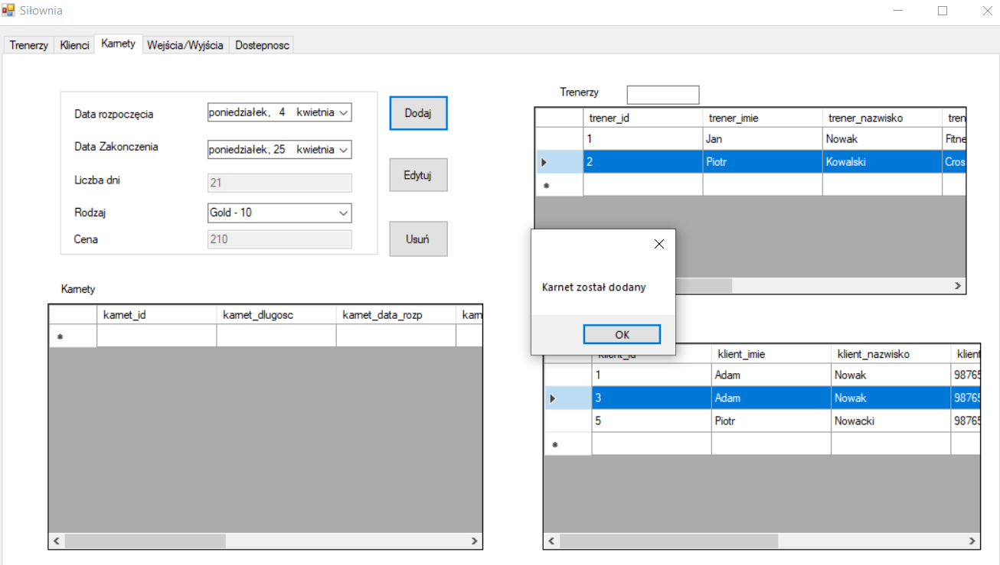 Siłownia
Trenerzy Klienci Karnety Wejścia/Wyjścia Dostepnosc
Data rozpoczęcia poniedziałek, 4 kwietnia
Data Zakonczenia poniedziałek, 25 kwietnia
Liczba dni 21
Rodzaj Gold - 10
Cena 210
Dodaj
Edytuj
Usuń
Trenerzy
trener_id trener_imie trener_nazwisko tren
1 Jan Nowak Fitne
2 Piotr Kowalski Cros
Karnet został dodany
OK
Karnety
karnet_id karnet_dlugosc karnet_data_rozp karn
klient_id klient_imie klient_nazwisko klient
1 Adam Nowak 98765
3 Adam Nowak 98765
5 Piotr Nowacki 98765